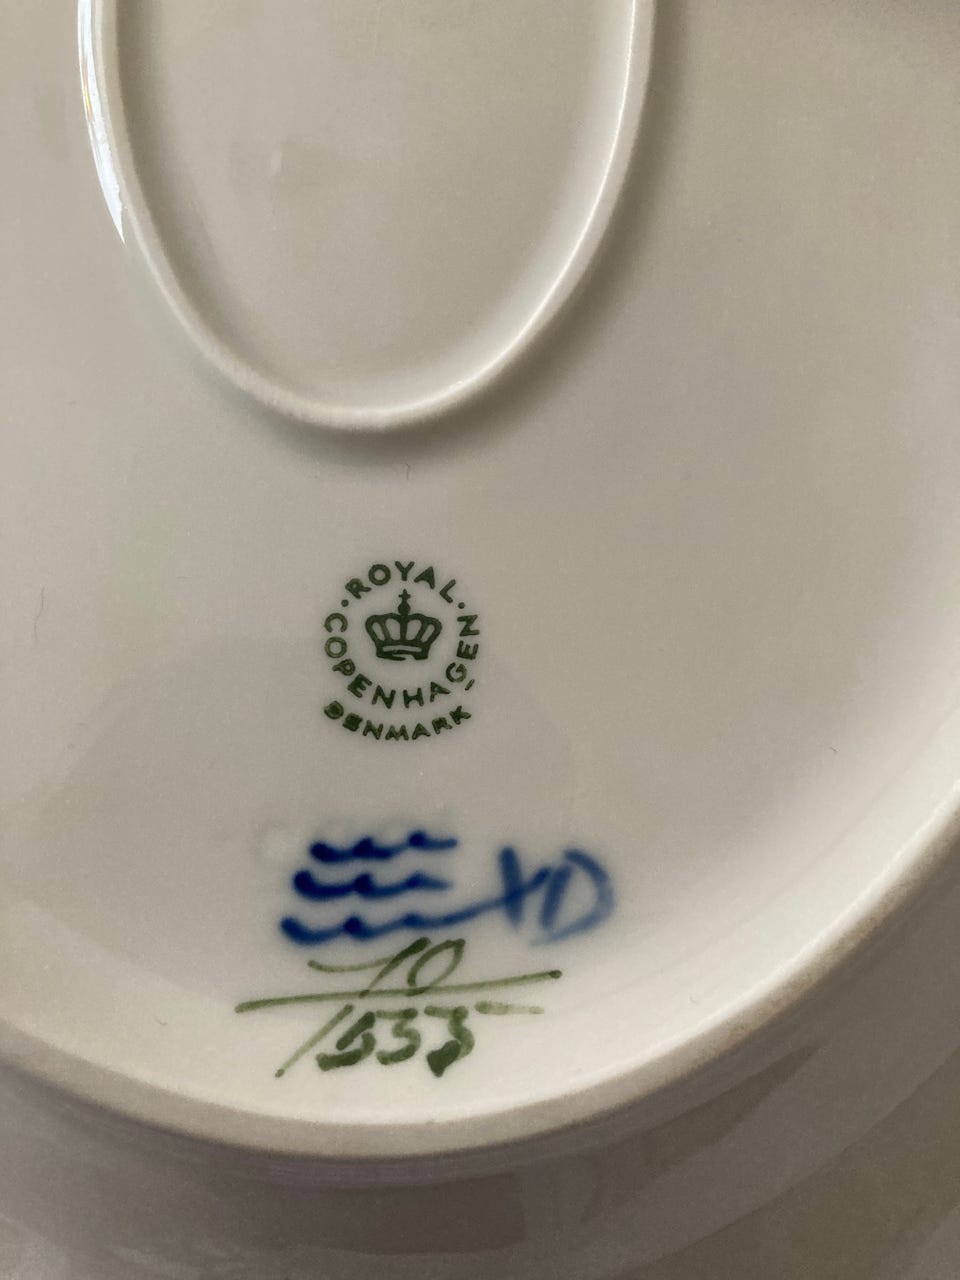 ROYAL
COPENHAGEN
DENMARK
10
1533